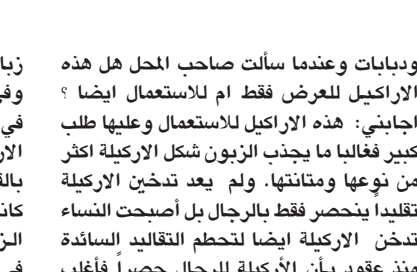 ودبابات وعندما سألت صاحب المحل هل هذه
الاراكيل للعرض فقط ام للاستعمال ايضا ؟
اجابني: هذه الاراكيل للاستعمال وعليها طلب
كبير فغالبا ما يجذب الزبون شكل الاركيلة اكثر
من نوعها ومتانتها. ولم يعد تدخين الاركيلة
تقليداً ينحصر فقط بالرجال بل أصبحت النساء
تدخن الاركيلة ايضا لتحطم التقاليد السائدة
منذ عقود بأن الأركيلة للرجال حصراً فأغلب